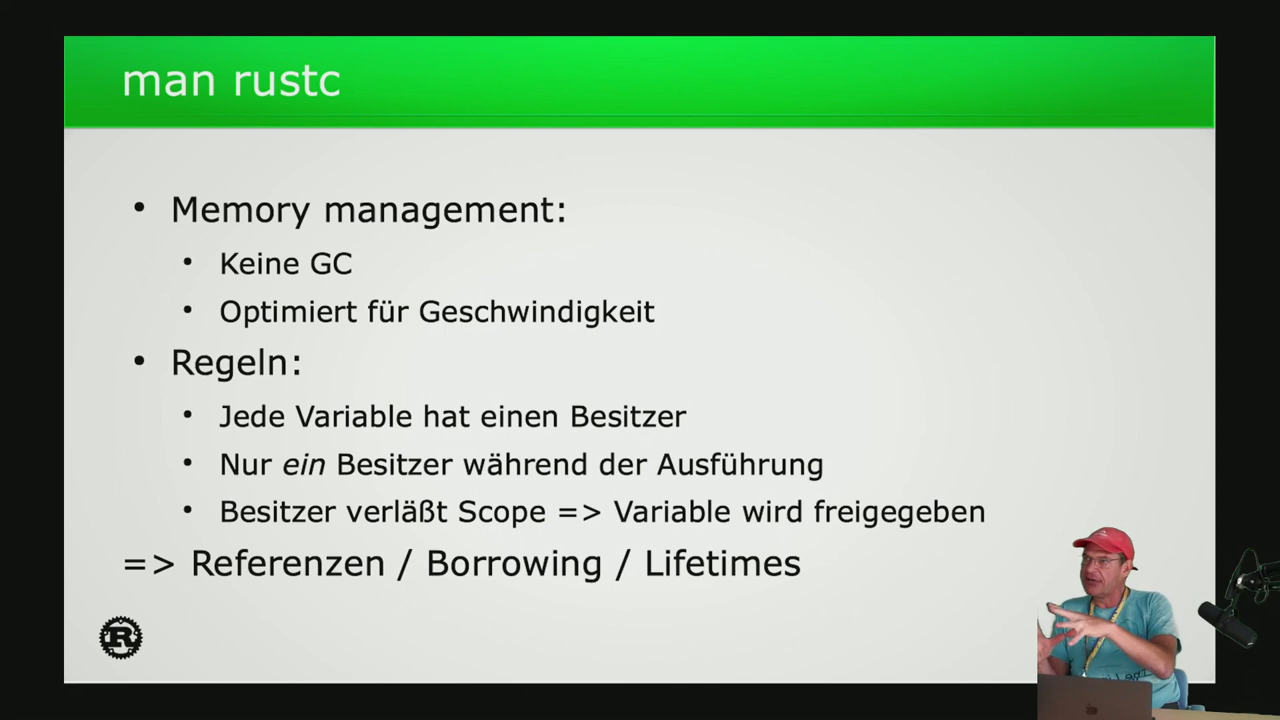 man rustc
• Memory management:
• Keine GC
• Optimiert für Geschwindigkeit
• Regeln:
• Jede Variable hat einen Besitzer
• Nur ein Besitzer während der Ausführung
• Besitzer verläßt Scope => Variable wird freigegeben
=> Referenzen / Borrowing / Lifetimes
R